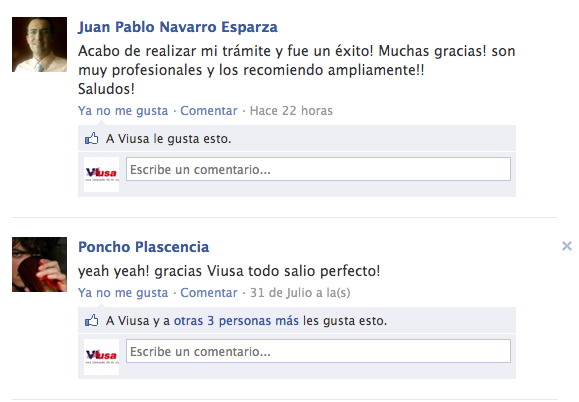 Juan Pablo Navarro Esparza
Acabo de realizar mi trámite y fue un éxito! Muchas gracias! son
muy profesionales y los recomiendo ampliamente!!
Saludos!
Ya no me gusta · Comentar · Hace 22 horas
A Viusa le gusta esto.
Viusa
Escribe un comentario...
Poncho Plascencia
yeah yeah! gracias Viusa todo salio perfecto!
Ya no me gusta · Comentar · 31 de Julio a la(s)
A Viusa y a otras 3 personas más les gusta esto.
Viusa
Escribe un comentario...